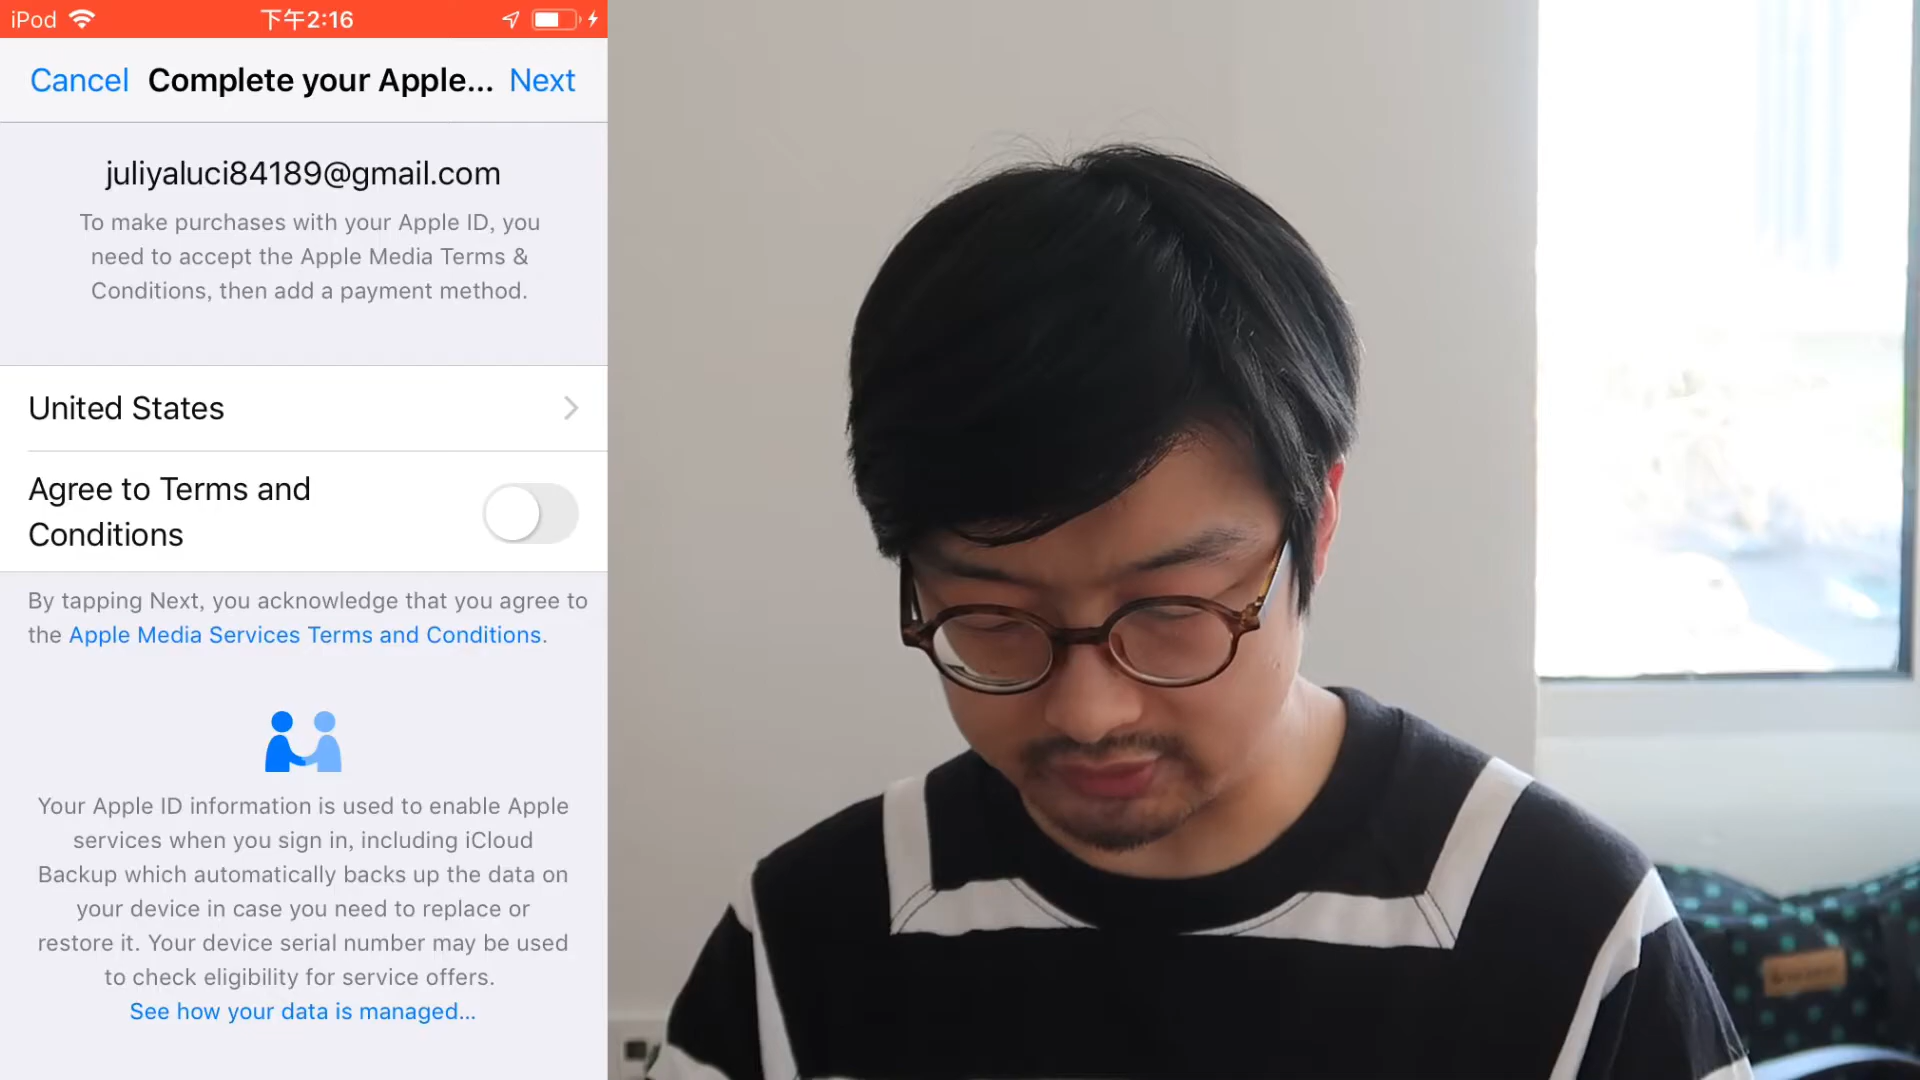 iPod 下午2:16
Cancel Complete your Apple... Next
juliyaluci84189@gmail.com
To make purchases with your Apple ID, you
need to accept the Apple Media Terms &
Conditions, then add a payment method.
United States
Agree to Terms and
Conditions
By tapping Next, you acknowledge that you agree to
the Apple Media Services Terms and Conditions.
Your Apple ID information is used to enable Apple
services when you sign in, including iCloud
Backup which automatically backs up the data on
your device in case you need to replace or
restore it. Your device serial number may be used
to check eligibility for service offers.
See how your data is managed...